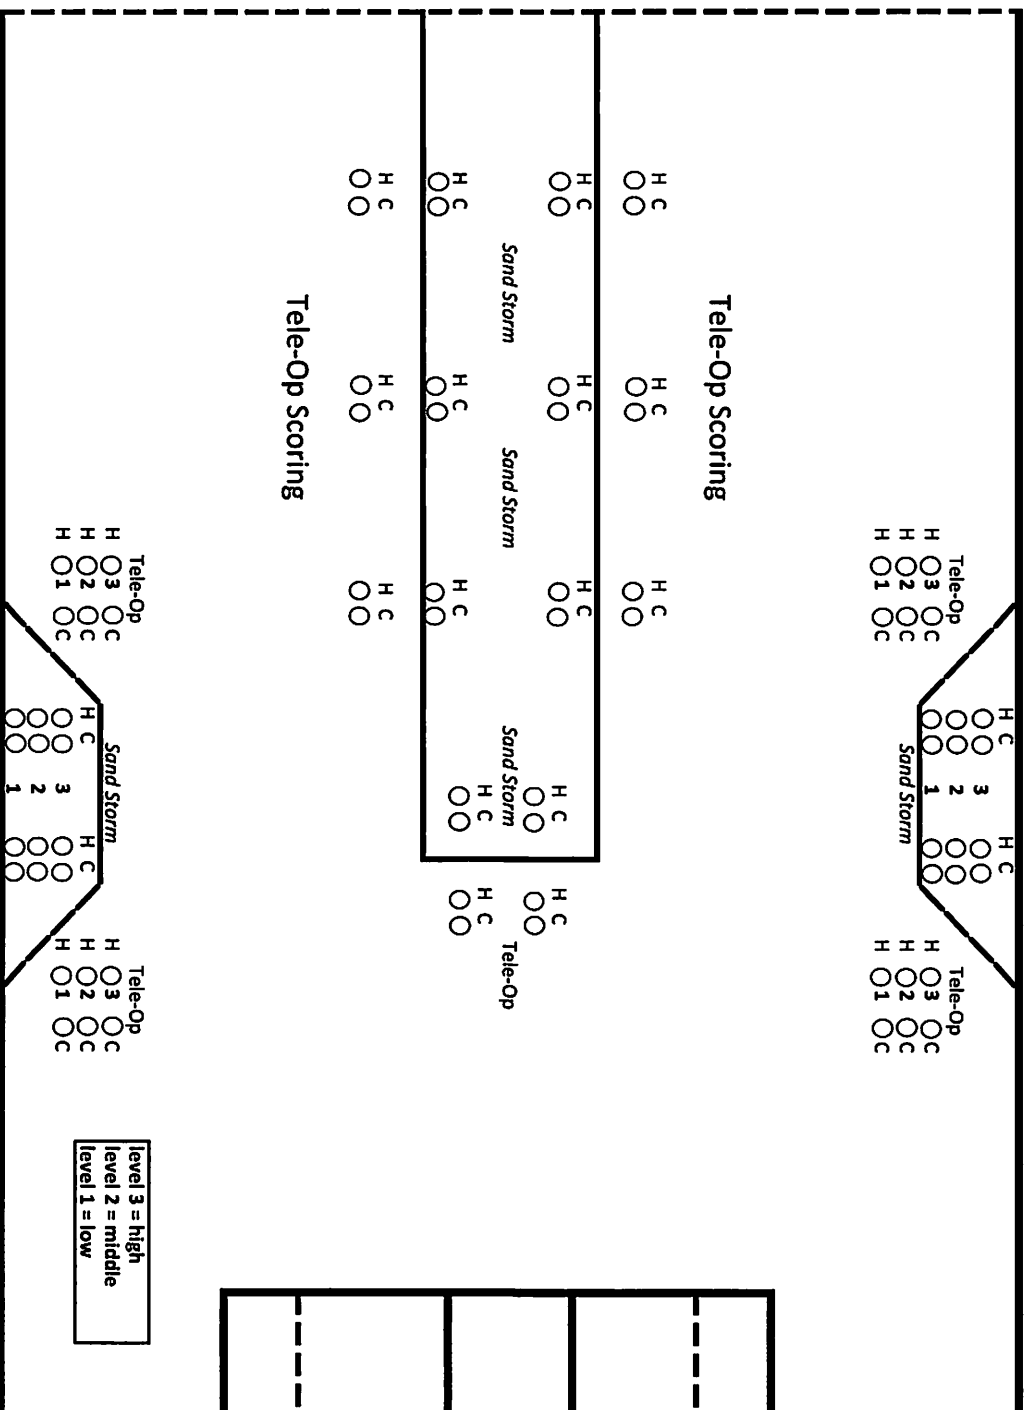 H C H C
3
Tele-Op 2 Tele-Op
H 3 C 1 H 3 C
H 2 C Sand Storm H 2 C
H 1 C H 1 C
Tele-Op Scoring
H C H C H C
H C H C H C
H C H C
Sand Storm Sand Storm Sand Storm Tele-Op
H C H C
H C H C H C
H C H C H C
Tele-Op Scoring
Tele-Op Tele-Op
H 3 C Sand Storm H 3 C
H 2 C H C H C H 2 C
H 1 C 3 H 1 C
2
1
level 3 = high
level 2 = middle
level 1 = low